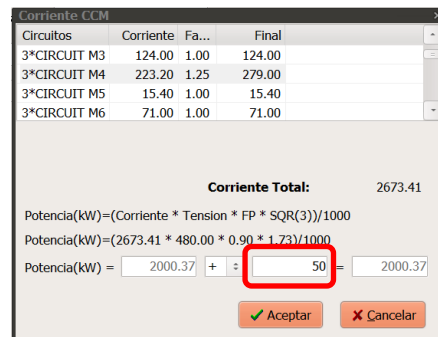 Corriente CCM
Circuitos Corriente Fa... Final
3*CIRCUIT M3 124.00 1.00 124.00
3*CIRCUIT M4 223.20 1.25 279.00
3*CIRCUIT M5 15.40 1.00 15.40
3*CIRCUIT M6 71.00 1.00 71.00
Corriente Total: 2673.41
Potencia(kW)=(Corriente * Tension * FP * SQR(3))/1000
Potencia(kW)=(2673.41 * 480.00 * 0.90 * 1.73)/1000
Potencia(kW) = 2000.37 + 50 = 2000.37
Aceptar Cancelar